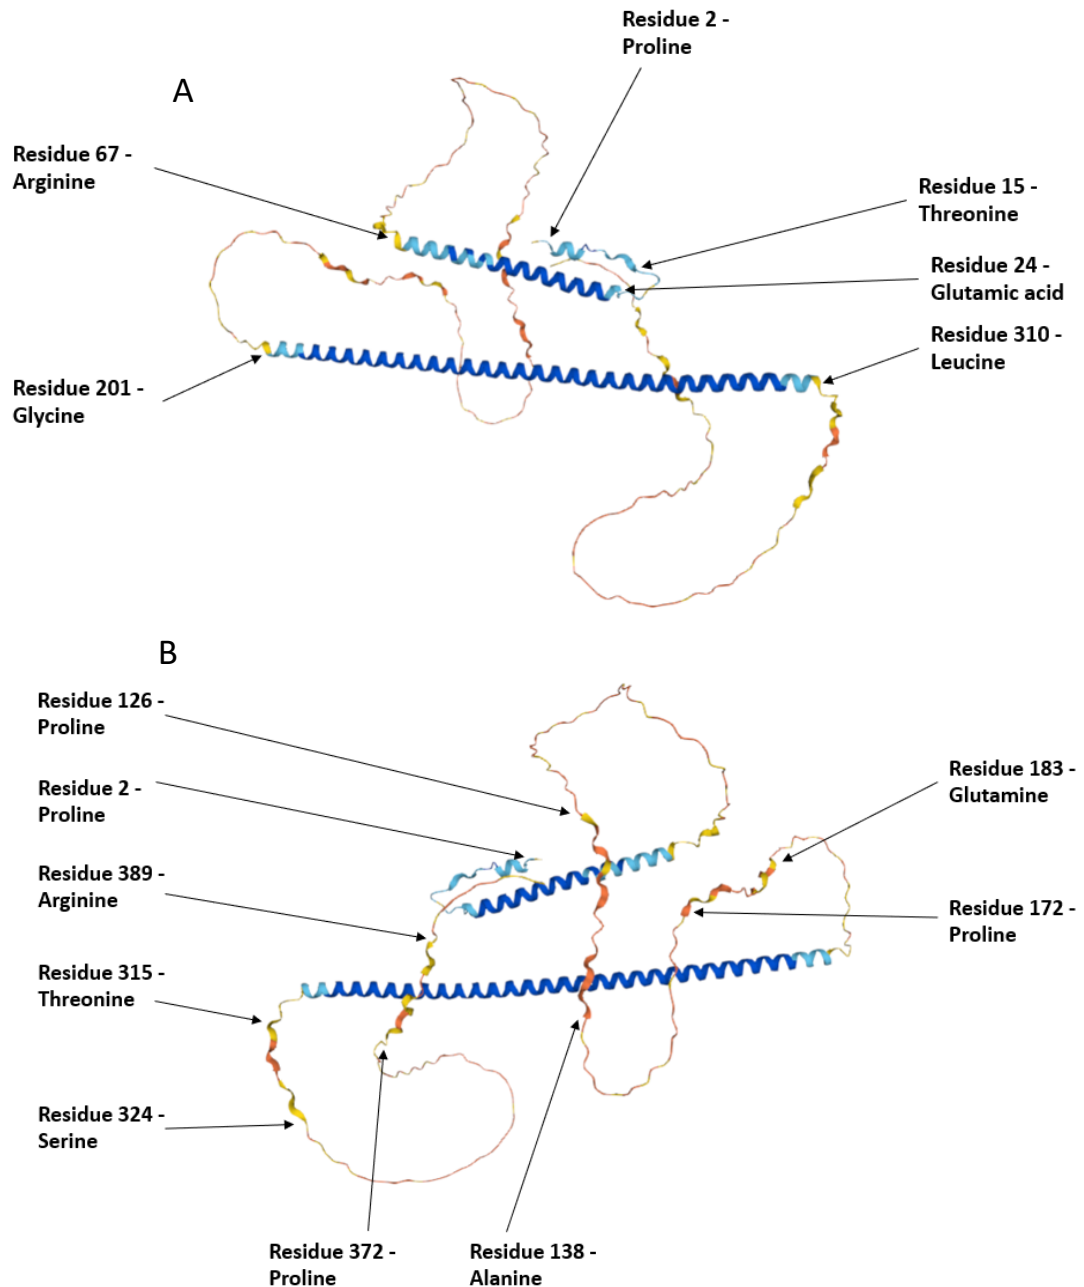 A
Residue 2 -
Proline
Residue 67 -
Arginine
Residue 15 -
Threonine
Residue 24 -
Glutamic acid
Residue 310 -
Leucine
Residue 201 -
Glycine
B
Residue 126 -
Proline
Residue 183 -
Glutamine
Residue 2 -
Proline
Residue 389 -
Arginine
Residue 172 -
Proline
Residue 315 -
Threonine
Residue 324 -
Serine
Residue 372 -
Proline
Residue 138 -
Alanine